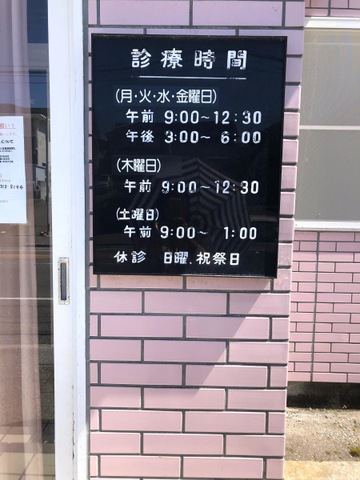 診療時間
(月・火・水・金曜日)
午前 9:00~12:30
午後 3:00~6:00
(木曜日)
午前 9:00~12:30
(土曜日)
午前 9:00~ 1:00
休診 日曜、祝祭日